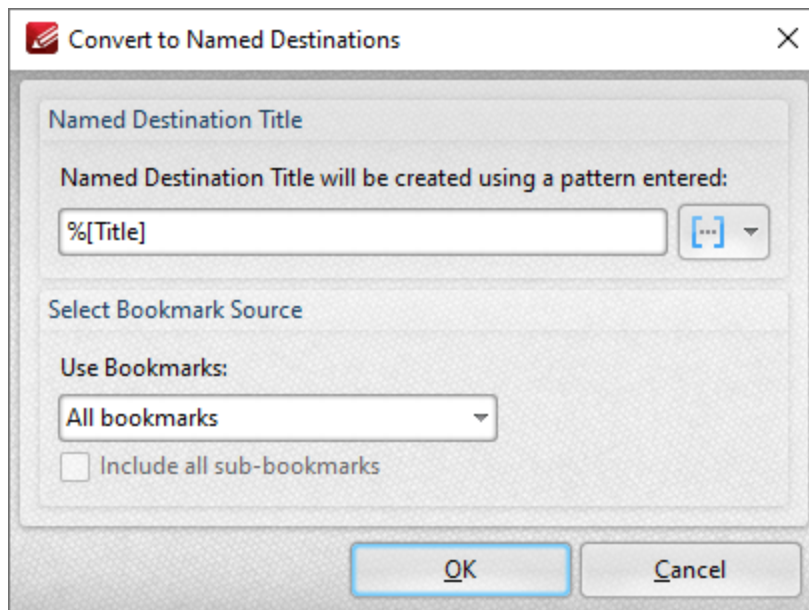 Convert to Named Destinations
Named Destination Title
Named Destination Title will be created using a pattern entered:
%[Title]
Select Bookmark Source
Use Bookmarks:
All bookmarks
Include all sub-bookmarks
OK Cancel